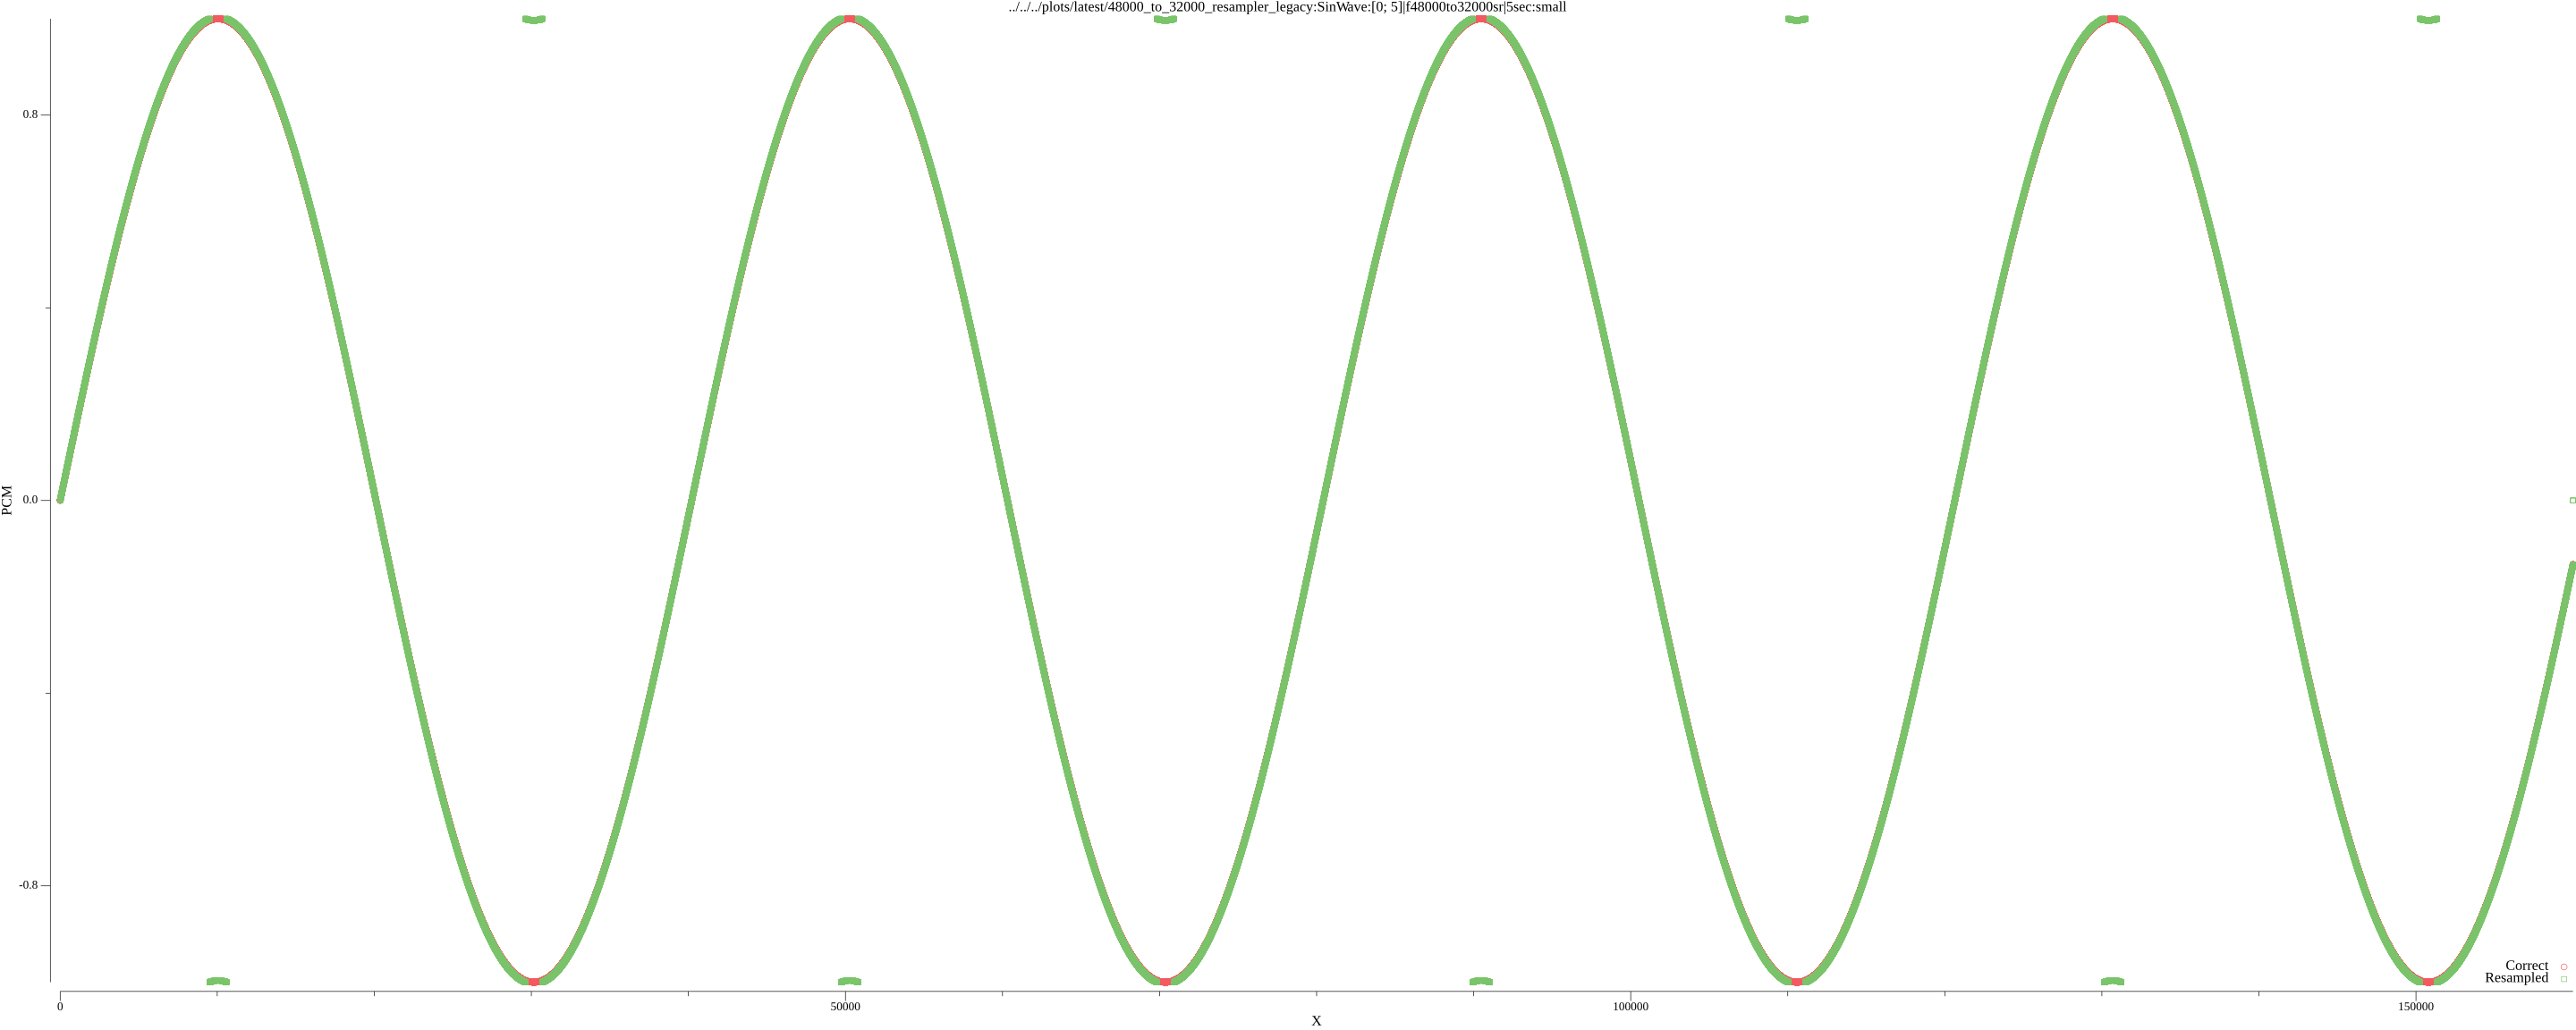 ../../../plots/latest/48000_to_32000_resampler_legacy:SinWave:[0; 5]|f48000to32000sr|5sec:small
0.8
0.0
-0.8
PCM
0
50000
100000
150000
X
Correct
Resampled